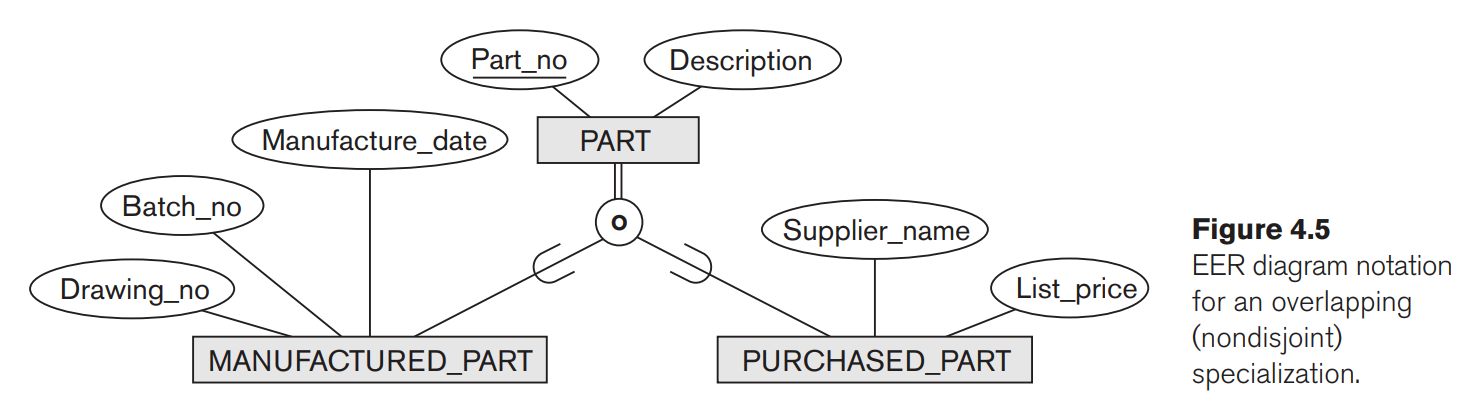 Part_no
Description
Manufacture_date
PART
Batch_no
o
Supplier_name
Drawing_no
List_price
MANUFACTURED_PART
PURCHASED_PART
Figure 4.5
EER diagram notation
for an overlapping
(nondisjoint)
specialization.